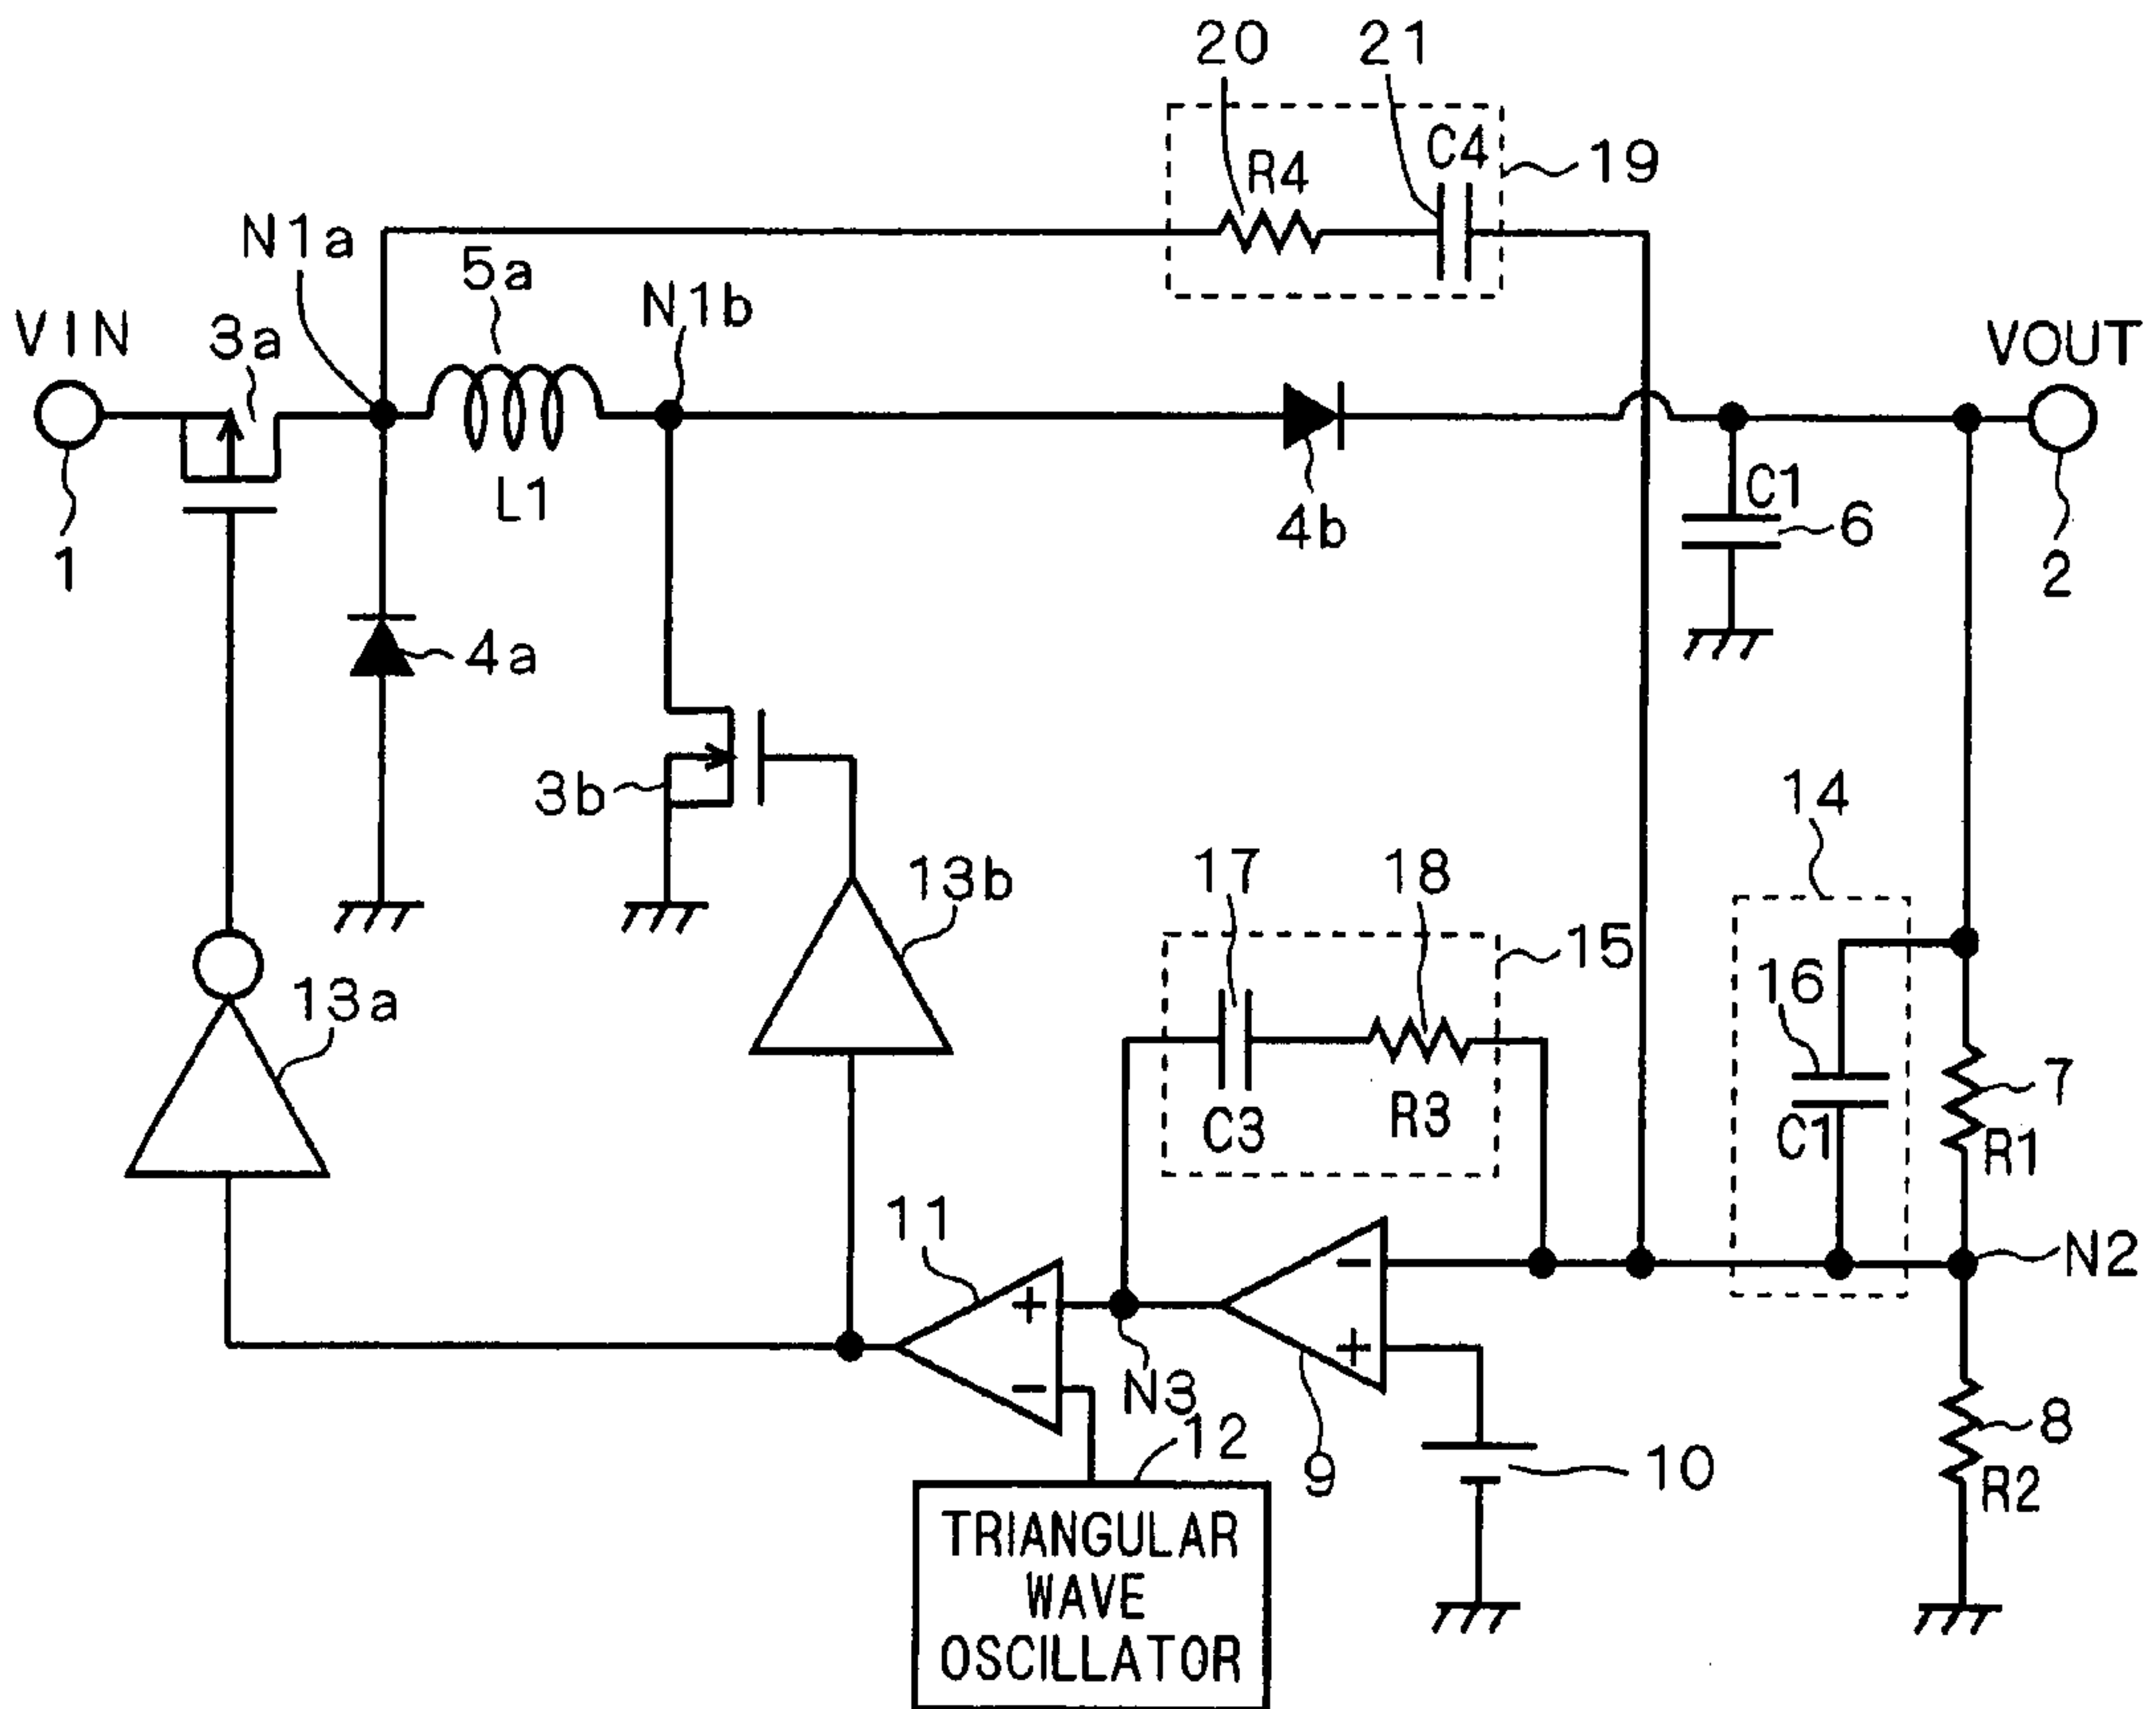 20
21
C4
R4
19
N1a
5a
N1b
VIN
3a
VOUT
L1
C1
6
4b
1
2
4a
3b
14
13b
17
18
15
16
13a
7
C3
R3
C1
R1
11
N2
+
−
−
+
N3
12
8
9
10
R2
TRIANGULAR
WAVE
OSCILLATOR